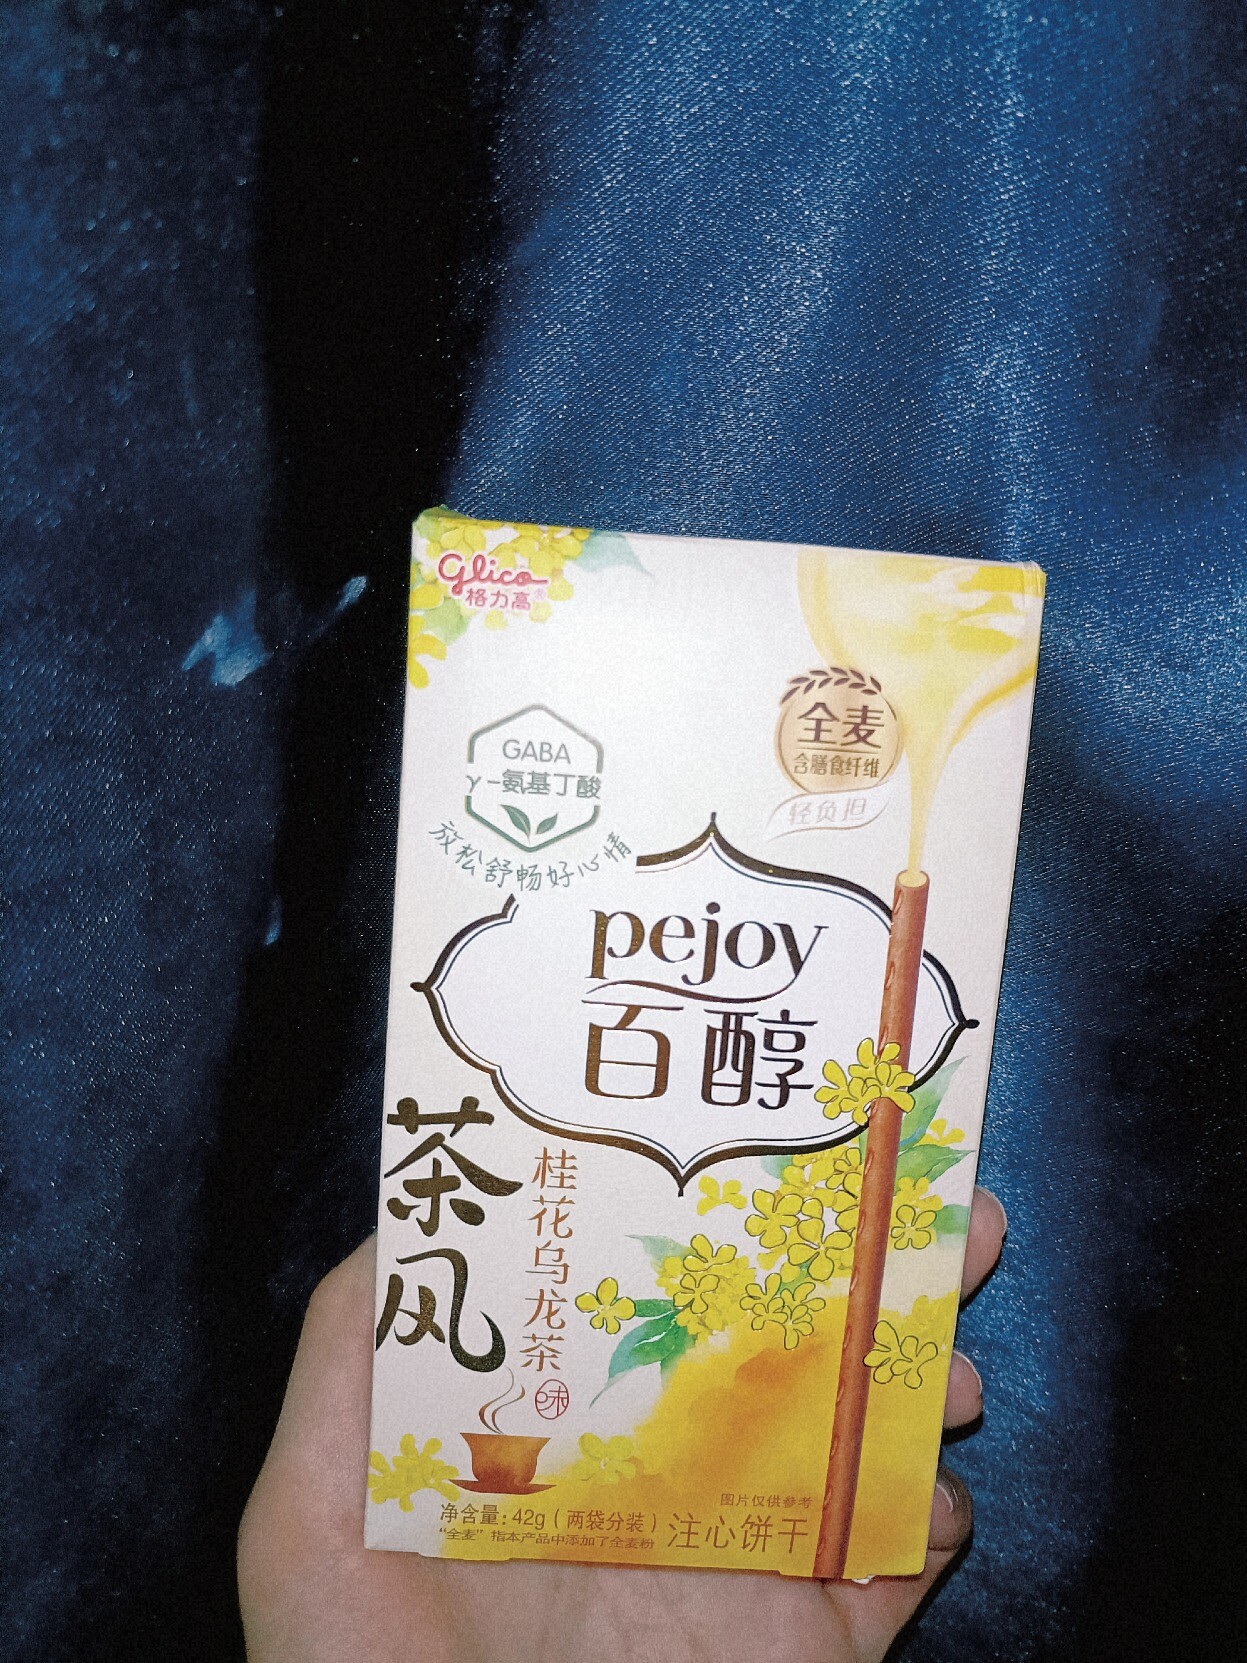 Glico
格力高®
全麦
含膳食纤维
轻负担
GABA
γ-氨基丁酸
放松舒畅好心情
pejoy
百醇
茶风
桂花乌龙茶味
图片仅供参考
净含量:42g(两袋分装)
注心饼干
"全麦"指本产品中添加了全麦粉